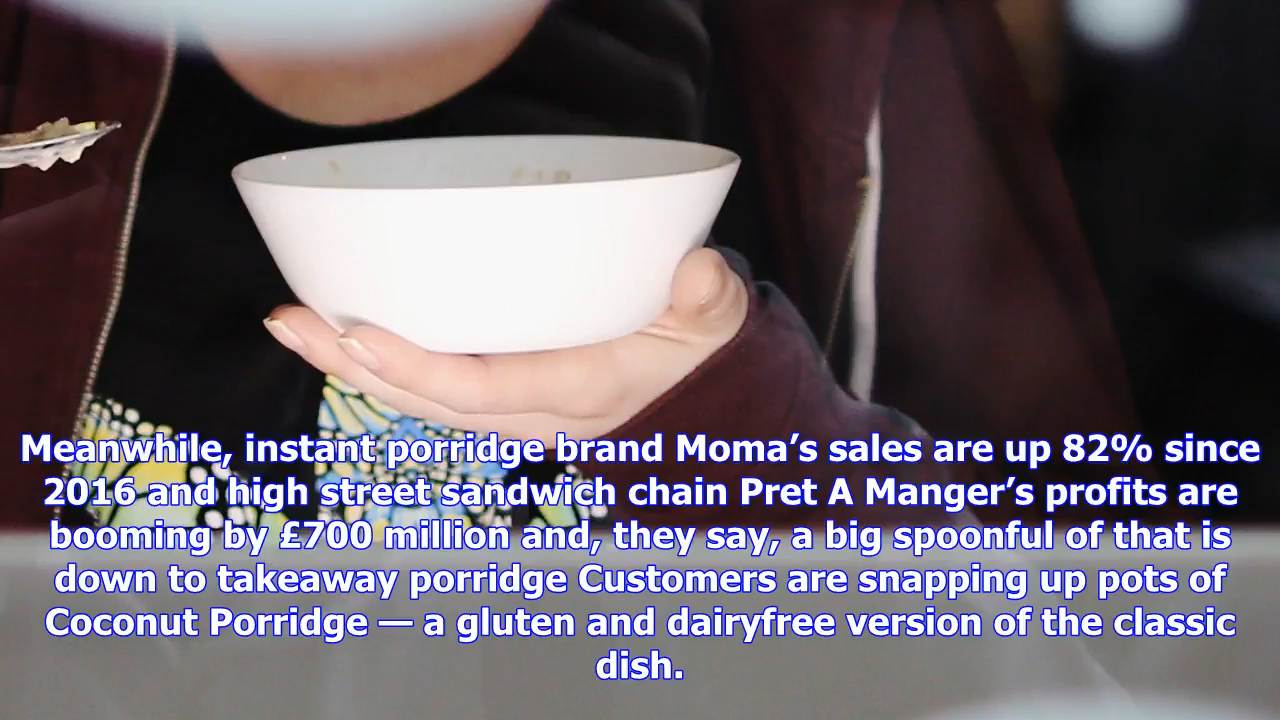 Meanwhile, instant porridge brand Moma’s sales are up 82% since
2016 and high street sandwich chain Pret A Manger’s profits are
booming by £700 million and, they say, a big spoonful of that is
down to takeaway porridge Customers are snapping up pots of
Coconut Porridge — a gluten and dairyfree version of the classic
dish.